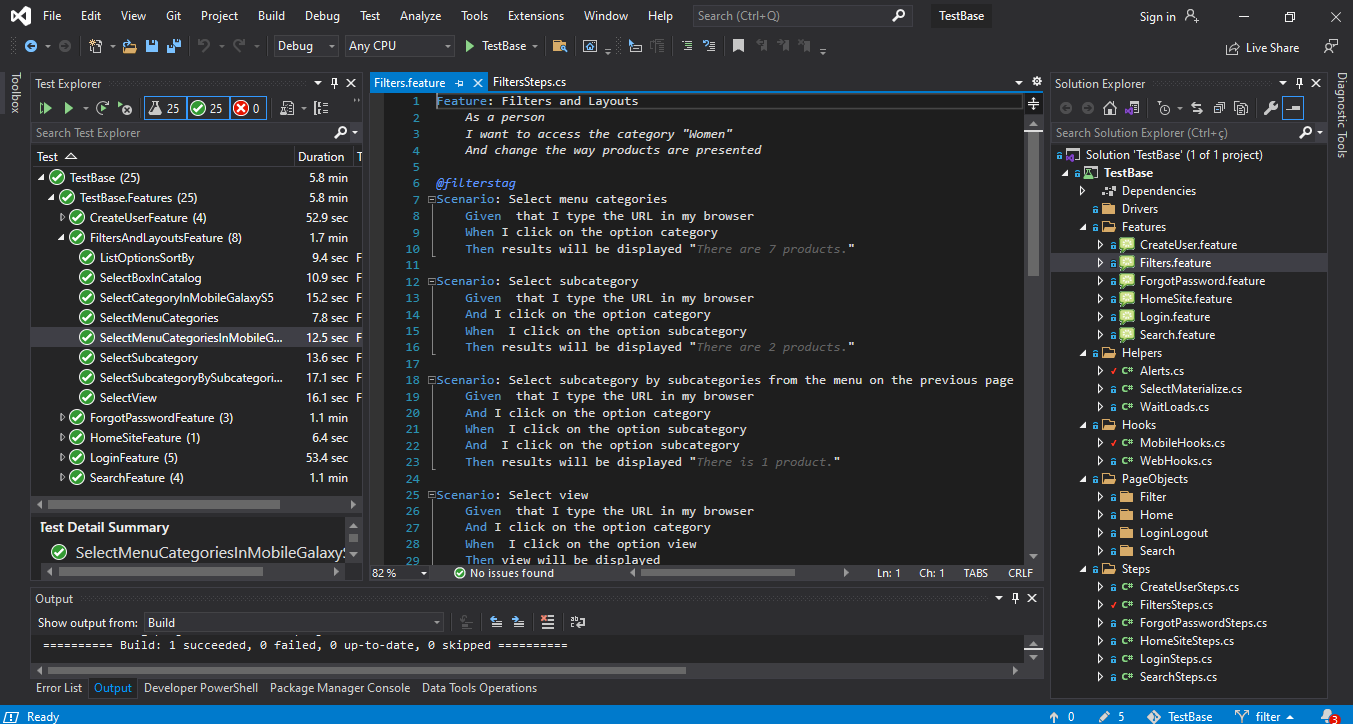 File Edit View Git Project Build Debug Test Analyze Tools Extensions Window Help Search (Ctrl+Q) TestBase Sign in
Debug Any CPU TestBase Live Share
Toolbox
Test Explorer
25 25 0
Search Test Explorer
Test Duration T
TestBase (25) 5.8 min
TestBase.Features (25) 5.8 min
CreateUserFeature (4) 52.9 sec
FiltersAndLayoutsFeature (8) 1.7 min
ListOptionsSortBy 9.4 sec F
SelectBoxInCatalog 10.9 sec F
SelectCategoryInMobileGalaxyS5 15.2 sec F
SelectMenuCategories 7.8 sec F
SelectMenuCategoriesInMobileG... 12.5 sec F
SelectSubcategory 13.6 sec F
SelectSubcategoryBySubcategori... 17.1 sec F
SelectView 16.1 sec F
ForgotPasswordFeature (3) 1.1 min
HomeSiteFeature (1) 6.4 sec
LoginFeature (5) 53.4 sec
SearchFeature (4) 1.1 min
Test Detail Summary
SelectMenuCategoriesInMobileGalaxy
Filters.feature FiltersSteps.cs
1 Feature: Filters and Layouts
2 As a person
3 I want to access the category "Women"
4 And change the way products are presented
5
6 @filterstag
7 Scenario: Select menu categories
8 Given that I type the URL in my browser
9 When I click on the option category
10 Then results will be displayed "There are 7 products."
11
12 Scenario: Select subcategory
13 Given that I type the URL in my browser
14 And I click on the option category
15 When I click on the option subcategory
16 Then results will be displayed "There are 2 products."
17
18 Scenario: Select subcategory by subcategories from the menu on the previous page
19 Given that I type the URL in my browser
20 And I click on the option category
21 When I click on the option subcategory
22 And I click on the option subcategory
23 Then results will be displayed "There is 1 product."
24
25 Scenario: Select view
26 Given that I type the URL in my browser
27 And I click on the option category
28 When I click on the option view
29 Then view will be displayed
82 % No issues found Ln: 1 Ch: 1 TABS CRLF
Output
Show output from: Build
========== Build: 1 succeeded, 0 failed, 0 up-to-date, 0 skipped ==========
Error List Output Developer PowerShell Package Manager Console Data Tools Operations
Solution Explorer
Search Solution Explorer (Ctrl+ç)
Solution 'TestBase' (1 of 1 project)
TestBase
Dependencies
Drivers
Features
CreateUser.feature
Filters.feature
ForgotPassword.feature
HomeSite.feature
Login.feature
Search.feature
Helpers
Alerts.cs
SelectMaterialize.cs
WaitLoads.cs
Hooks
MobileHooks.cs
WebHooks.cs
PageObjects
Filter
Home
LoginLogout
Search
Steps
CreateUserSteps.cs
FiltersSteps.cs
ForgotPasswordSteps.cs
HomeSiteSteps.cs
LoginSteps.cs
SearchSteps.cs
Diagnostic Tools
Ready 0 5 TestBase filter 3